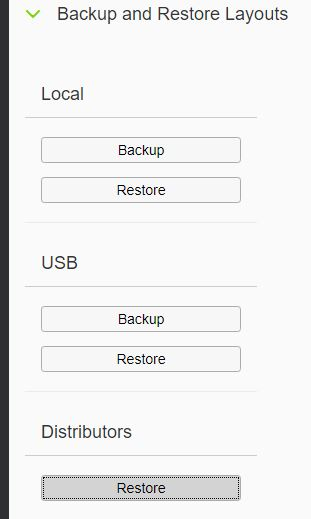 Backup and Restore Layouts
Local
Backup
Restore
USB
Backup
Restore
Distributors
Restore